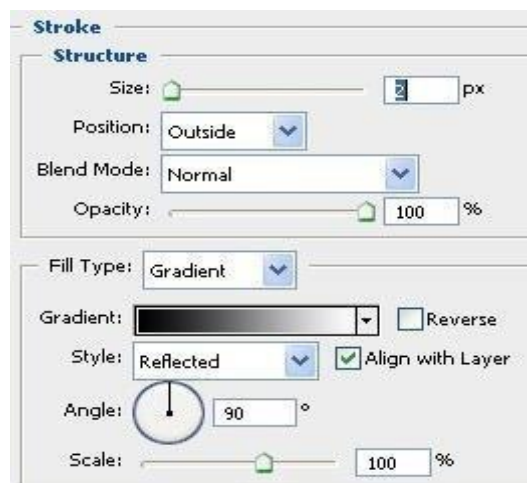 Stroke
Structure
Size: 2 px
Position: Outside
Blend Mode: Normal
Opacity: 100 %
Fill Type: Gradient
Gradient: Reverse
Style: Reflected Align with Layer
Angle: 90 °
Scale: 100 %